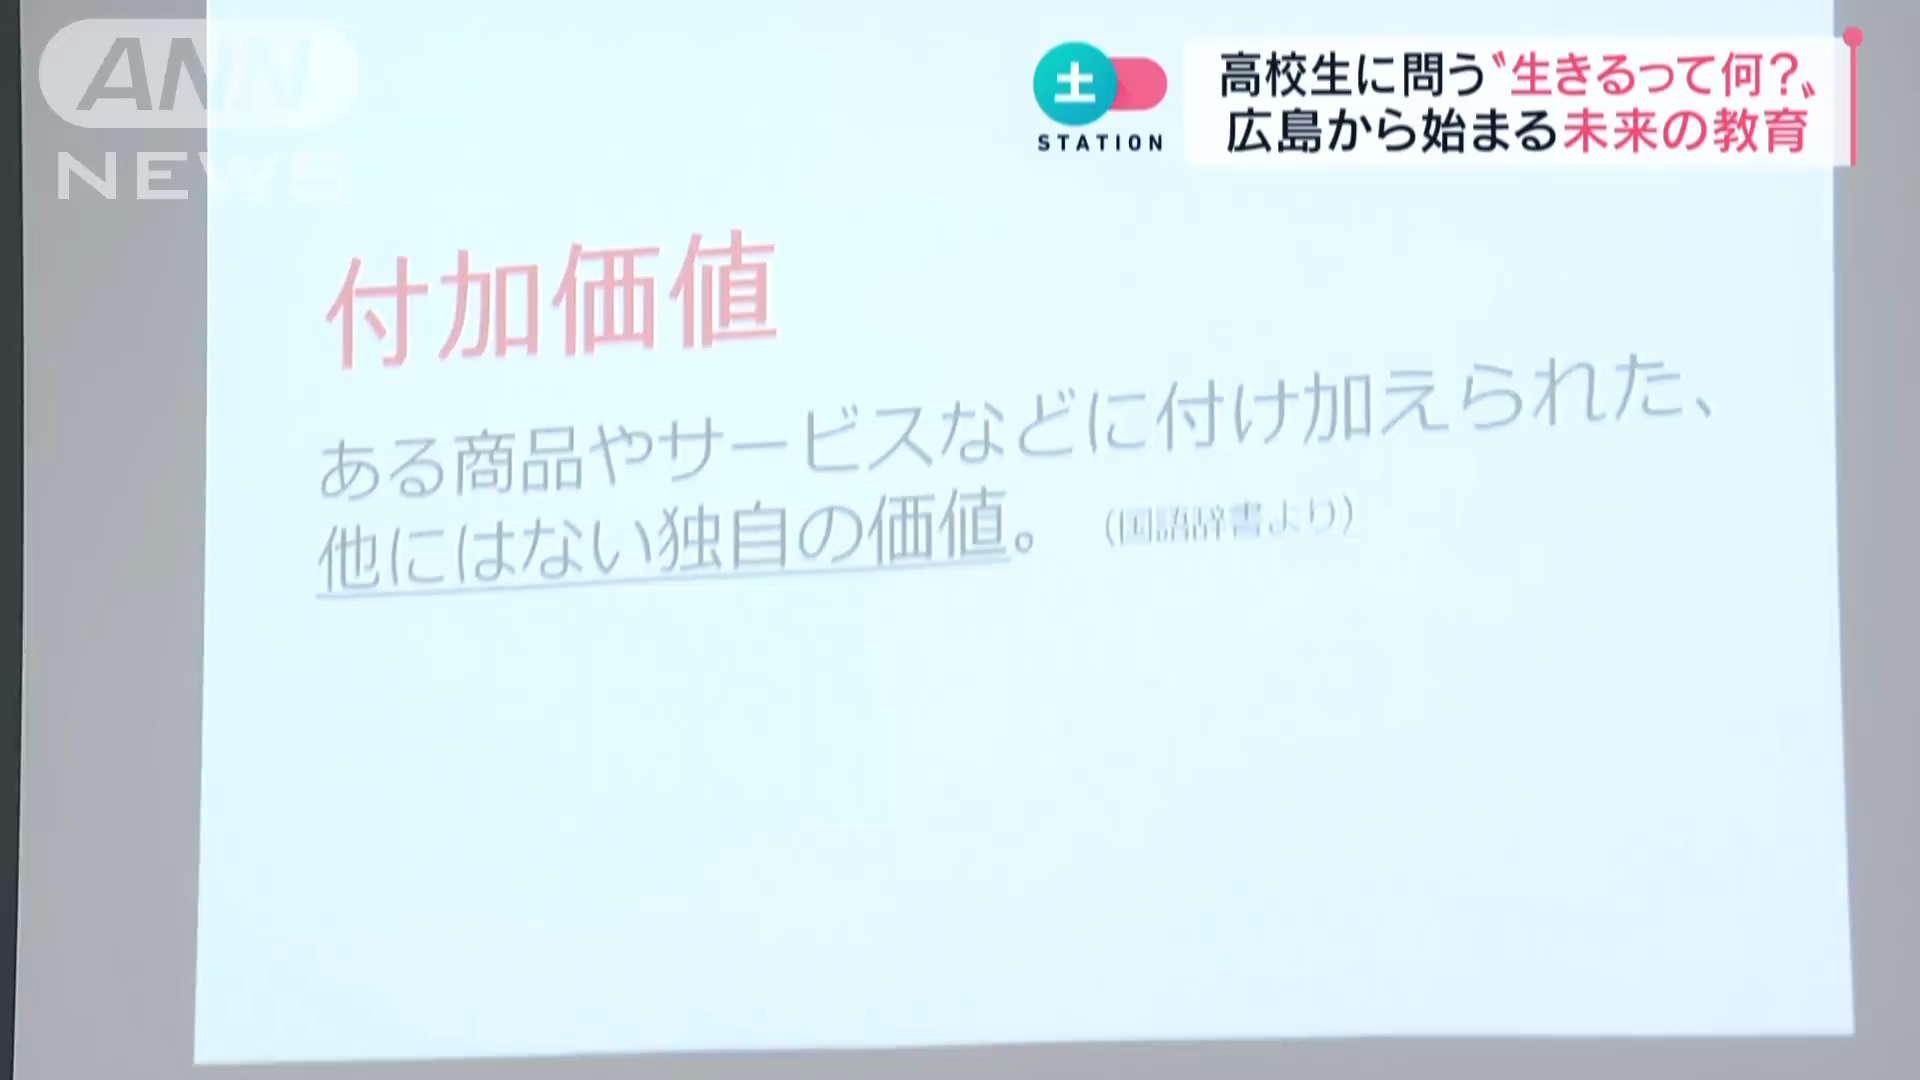 ANN
NEWS
土
STATION
高校生に問う〝生きるって何？〟
広島から始まる未来の教育
付加価値
ある商品やサービスなどに付け加えられた、
他にはない独自の価値。（国語辞書より）